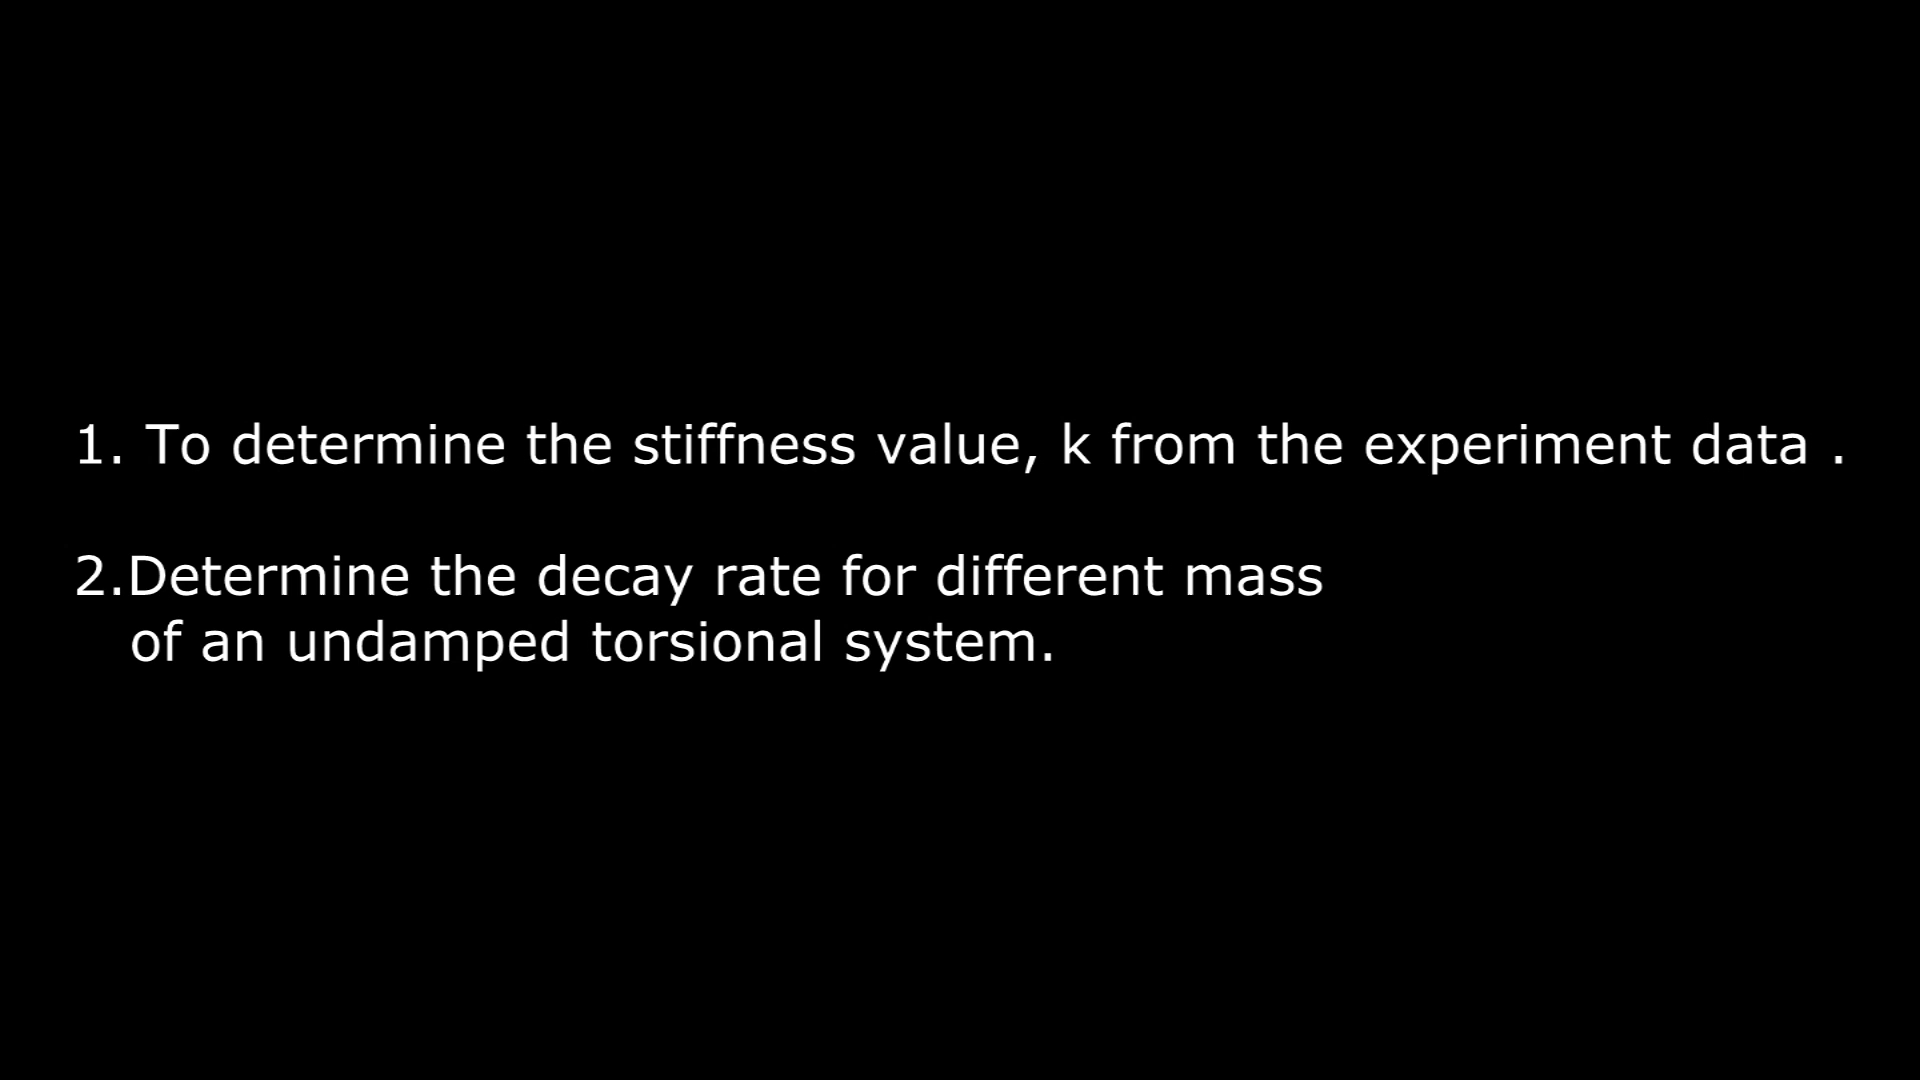 1. To determine the stiffness value, k from the experiment data .
2.Determine the decay rate for different mass
of an undamped torsional system.